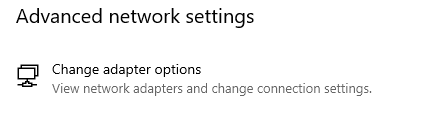 Advanced network settings
Change adapter options
View network adapters and change connection settings.